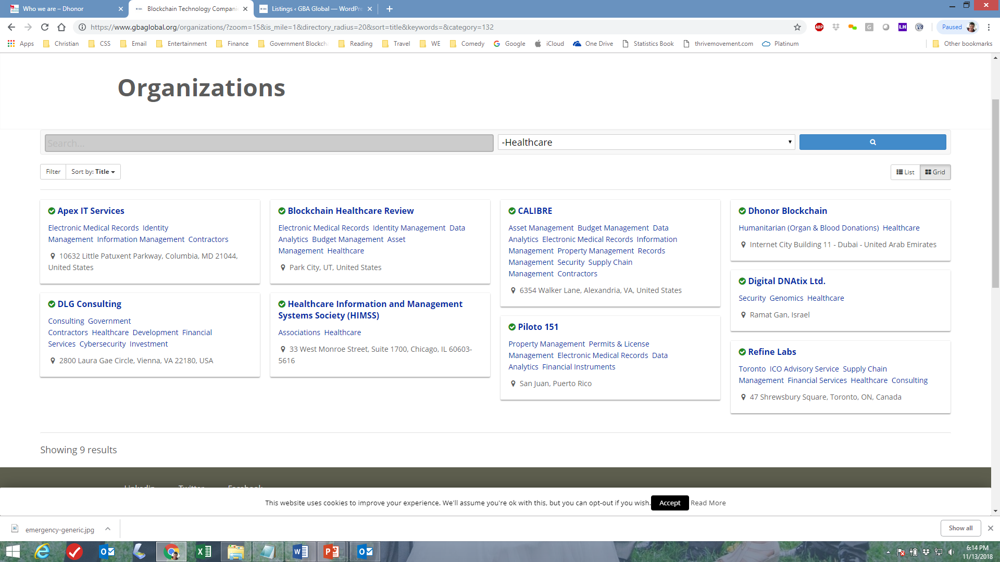 Who we are – Dhonor
Blockchain Technology Compani
Listings ‹ GBA Global — WordPre
https://www.gbaglobal.org/organizations/?zoom=15&is_mile=1&directory_radius=20&sort=title&keywords=&category=132
ABP
G
LH
Paused
Apps
Christian
CSS
Email
Entertainment
Finance
Government Blockch
Reading
Travel
WE
Comedy
Google
iCloud
One Drive
Statistics Book
thrivemovement.com
Platinum
Other bookmarks
Organizations
Search...
-Healthcare
Filter
Sort by: Title
List
Grid
Apex IT Services
Electronic Medical Records Identity
Management Information Management Contractors
10632 Little Patuxent Parkway, Columbia, MD 21044,
United States
Blockchain Healthcare Review
Electronic Medical Records Identity Management Data
Analytics Budget Management Asset
Management Healthcare
Park City, UT, United States
CALIBRE
Asset Management Budget Management Data
Analytics Electronic Medical Records Information
Management Property Management Records
Management Security Supply Chain
Management Contractors
6354 Walker Lane, Alexandria, VA, United States
Dhonor Blockchain
Humanitarian (Organ & Blood Donations) Healthcare
Internet City Building 11 - Dubai - United Arab Emirates
Digital DNAtix Ltd.
Security Genomics Healthcare
Ramat Gan, Israel
DLG Consulting
Consulting Government
Contractors Healthcare Development Financial
Services Cybersecurity Investment
2800 Laura Gae Circle, Vienna, VA 22180, USA
Healthcare Information and Management
Systems Society (HIMSS)
Associations Healthcare
33 West Monroe Street, Suite 1700, Chicago, IL 60603-
5616
Piloto 151
Property Management Permits & License
Management Electronic Medical Records Data
Analytics Financial Instruments
San Juan, Puerto Rico
Refine Labs
Toronto ICO Advisory Service Supply Chain
Management Financial Services Healthcare Consulting
47 Shrewsbury Square, Toronto, ON, Canada
Showing 9 results
Linkedin Twitter Facebook
This website uses cookies to improve your experience. We'll assume you're ok with this, but you can opt-out if you wish.
Accept
Read More
emergency-generic.jpg
Show all
6:14 PM
11/13/2018